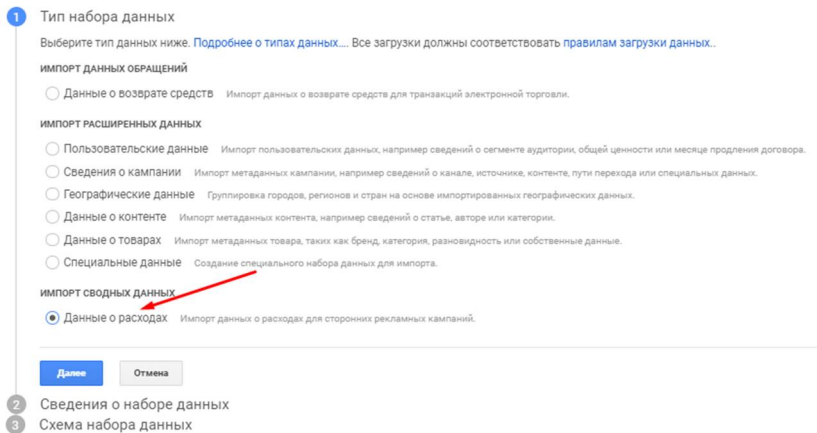 1 Тип набора данных
Выберите тип данных ниже. Подробнее о типах данных.... Все загрузки должны соответствовать правилам загрузки данных..
ИМПОРТ ДАННЫХ ОБРАЩЕНИЙ
Данные о возврате средств Импорт данных о возврате средств для транзакций электронной торговли.
ИМПОРТ РАСШИРЕННЫХ ДАННЫХ
Пользовательские данные Импорт пользовательских данных, например сведений о сегменте аудитории, общей ценности или месяце продления договора.
Сведения о кампании Импорт метаданных кампании, например сведений о канале, источнике, контенте, пути перехода или специальных данных.
Географические данные Группировка городов, регионов и стран на основе импортированных географических данных.
Данные о контенте Импорт метаданных контента, например сведений о статье, авторе или категории.
Данные о товарах Импорт метаданных товара, таких как бренд, категория, разновидность или собственные данные.
Специальные данные Создание специального набора данных для импорта.
ИМПОРТ СВОДНЫХ ДАННЫХ
Данные о расходах Импорт данных о расходах для сторонних рекламных кампаний.
Далее Отмена
2 Сведения о наборе данных
3 Схема набора данных